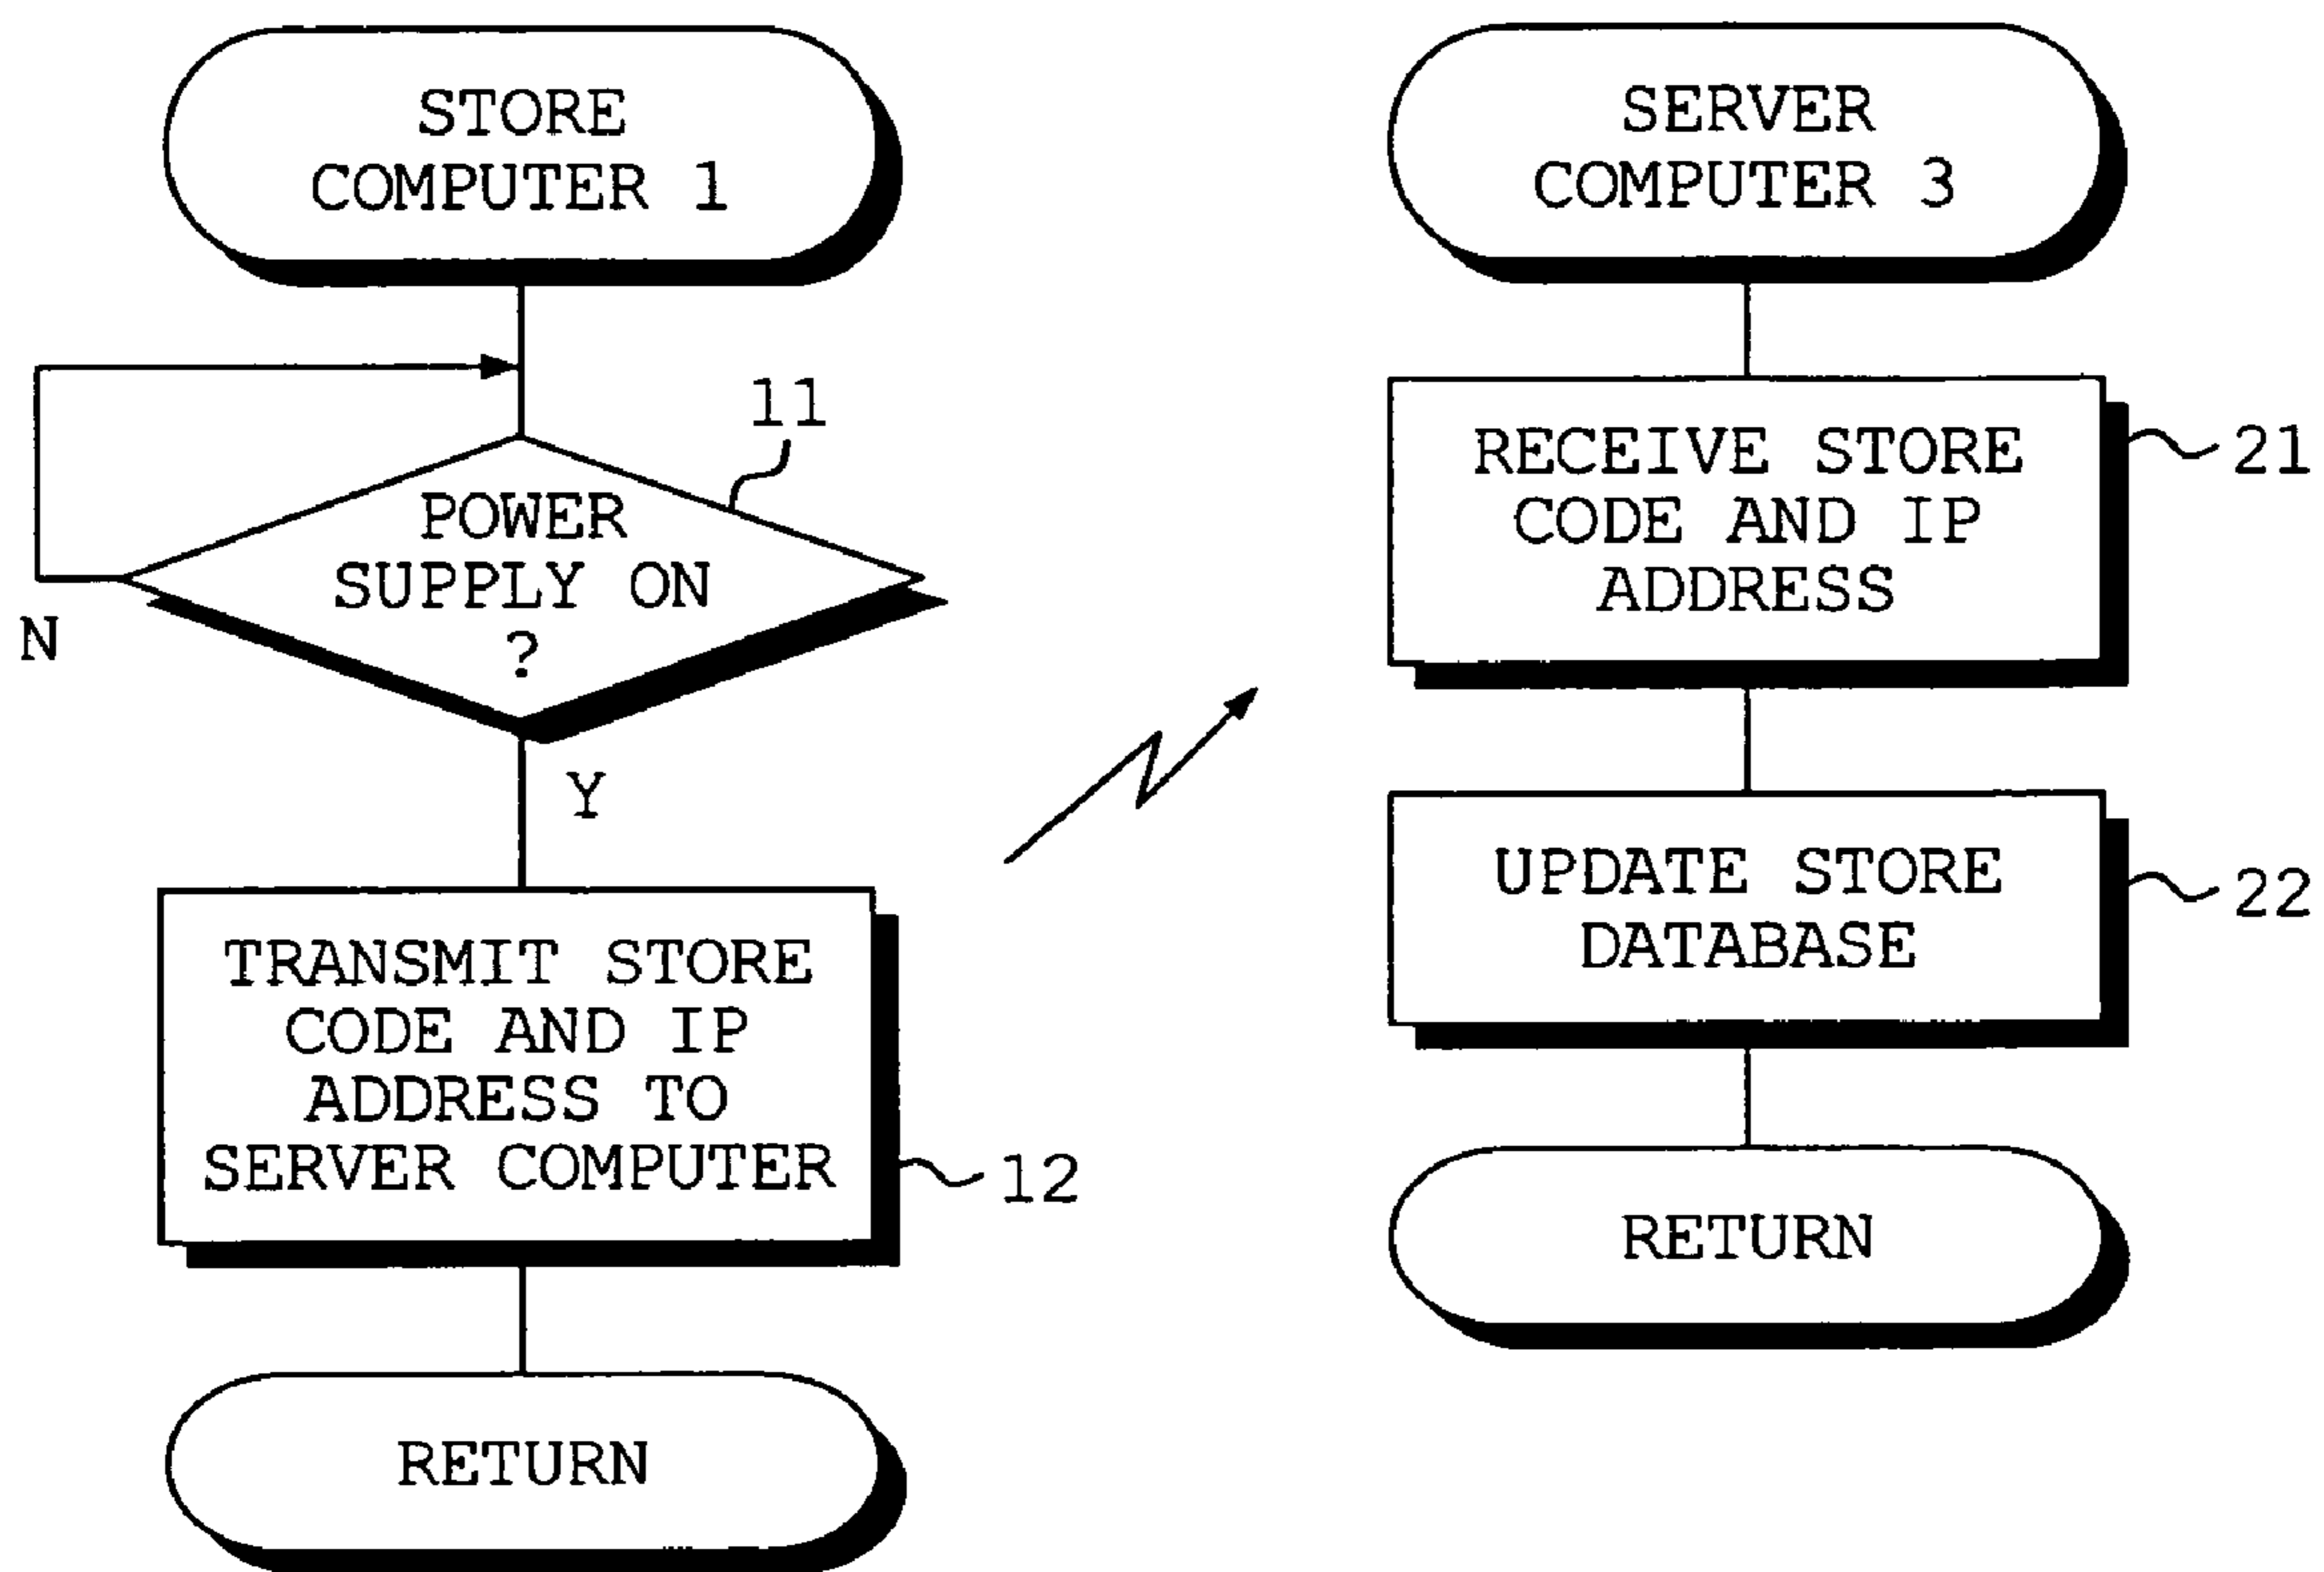 STORE
COMPUTER 1
11
POWER
SUPPLY ON
?
N
Y
TRANSMIT STORE
CODE AND IP
ADDRESS TO
SERVER COMPUTER
12
RETURN
SERVER
COMPUTER 3
RECEIVE STORE
CODE AND IP
ADDRESS
21
UPDATE STORE
DATABASE
22
RETURN